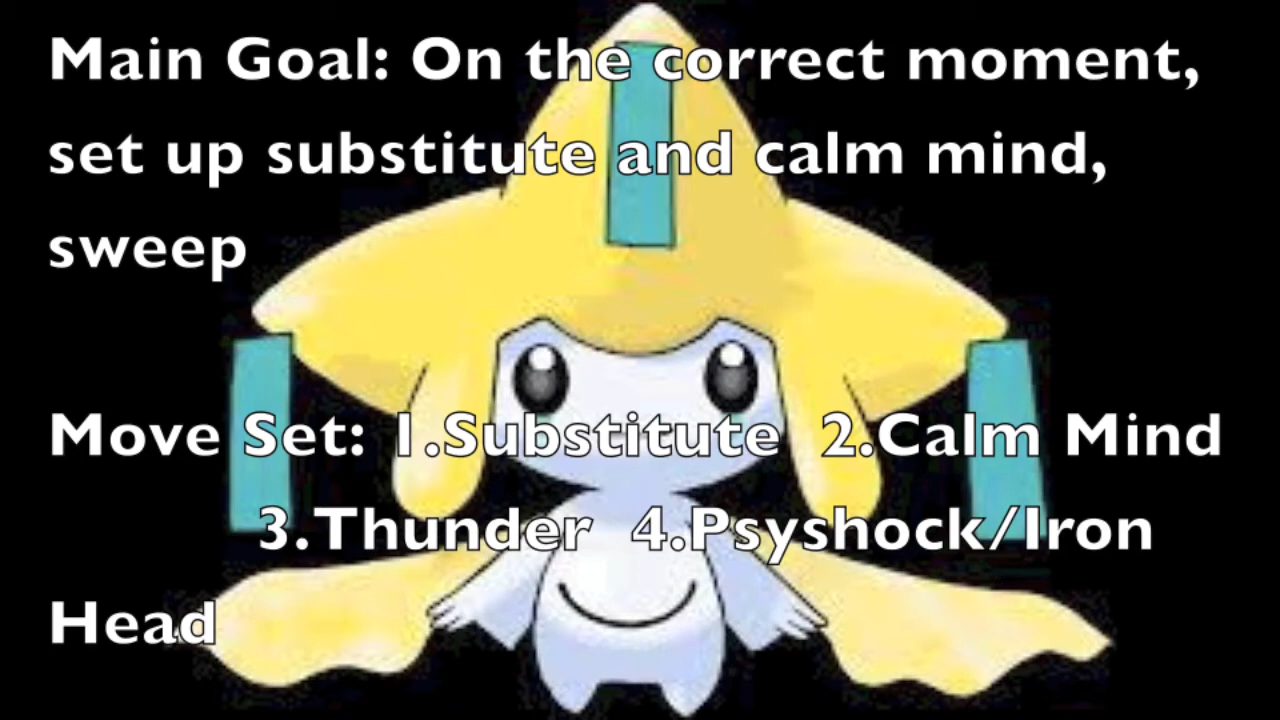 Main Goal: On the correct moment,
set up substitute and calm mind,
sweep
Move Set: 1.Substitute 2.Calm Mind
3.Thunder 4.Psyshock/Iron
Head